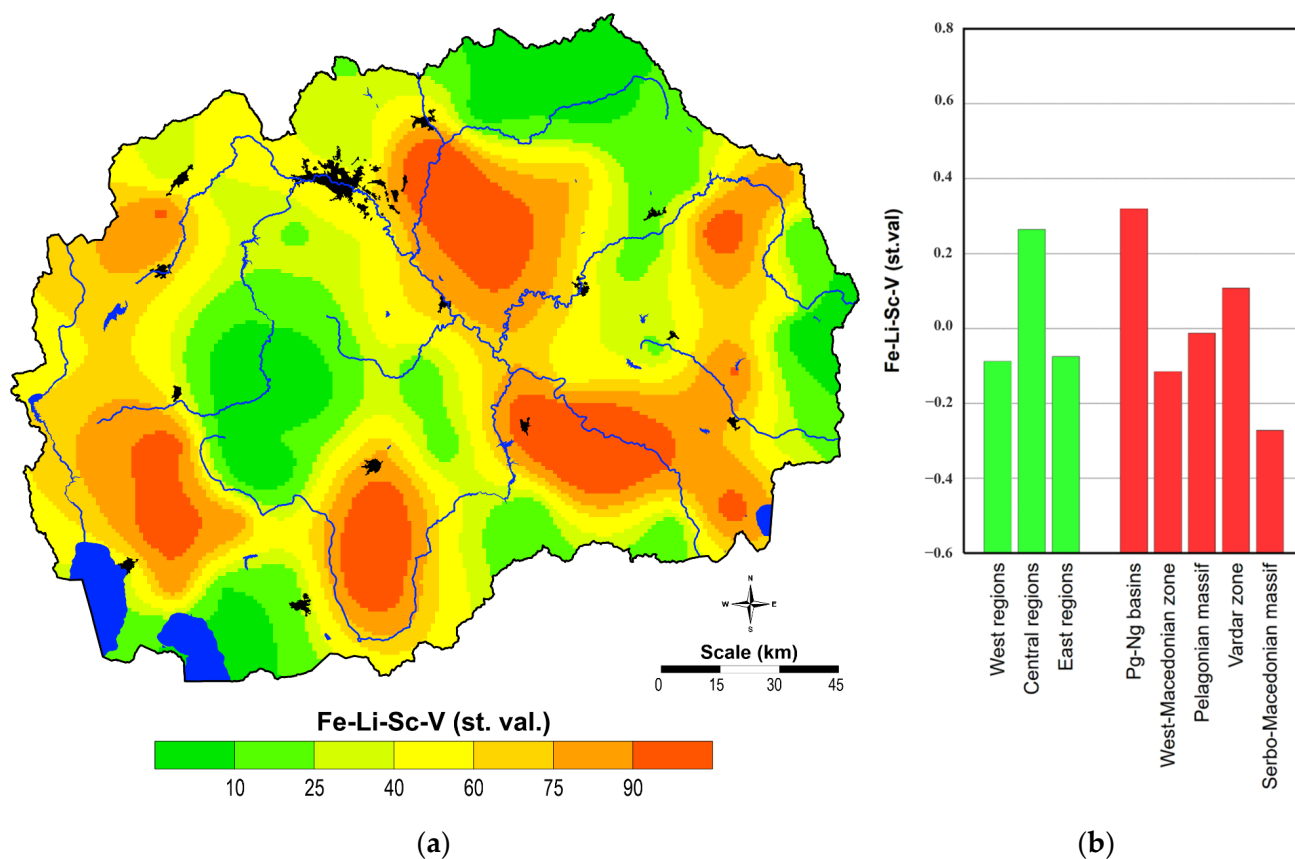 N
W E
S
Scale (km)
0 15 30 45
Fe-Li-Sc-V (st. val.)
10 25 40 60 75 90
(a)
Fe-Li-Sc-V (st.val)
0.8
0.6
0.4
0.2
0.0
−0.2
−0.4
−0.6
West regions
Central regions
East regions
Pg-Ng basins
West-Macedonian zone
Pelagonian massif
Vardar zone
Serbo-Macedonian massif
(b)